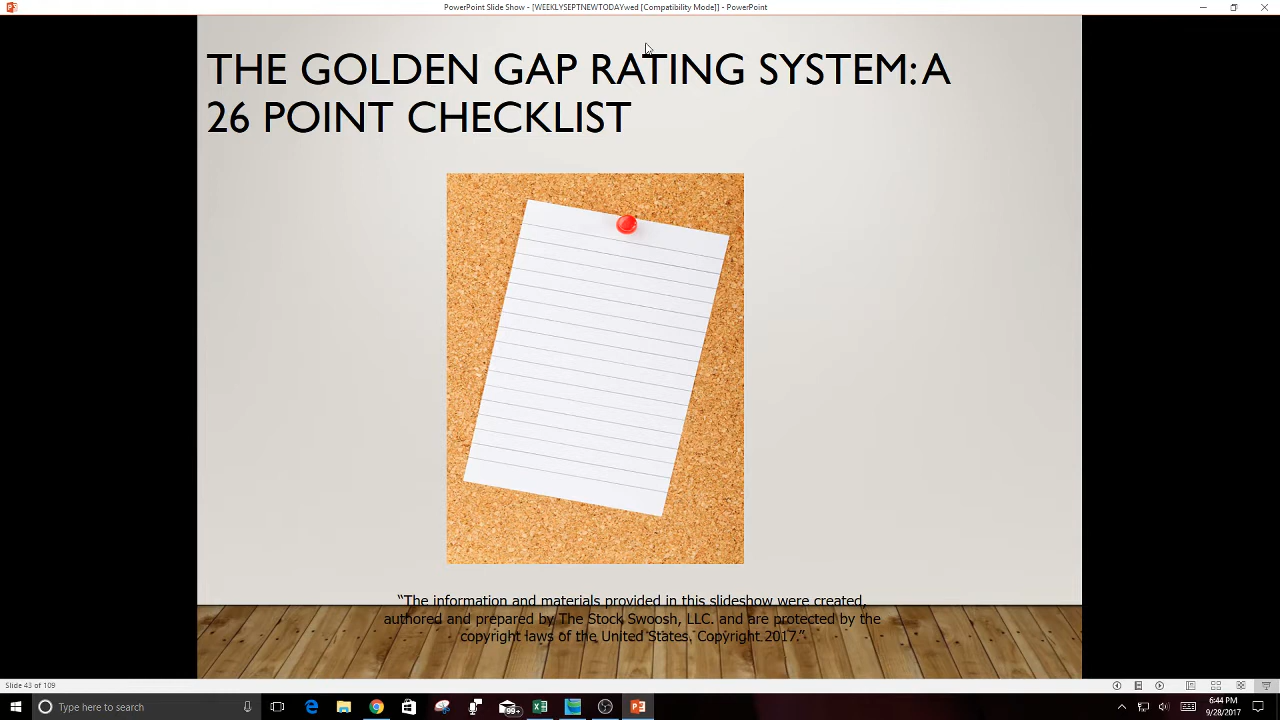 PowerPoint Slide Show - [WEEKLYSEPTNEWTODAYwed [Compatibility Mode]] - PowerPoint
THE GOLDEN GAP RATING SYSTEM: A
26 POINT CHECKLIST
“The information and materials provided in this slideshow were created,
authored and prepared by The Stock Swoosh, LLC. and are protected by the
copyright laws of the United States. Copyright 2017.”
Slide 43 of 109
Type here to search
99+
6:44 PM
9/28/2017